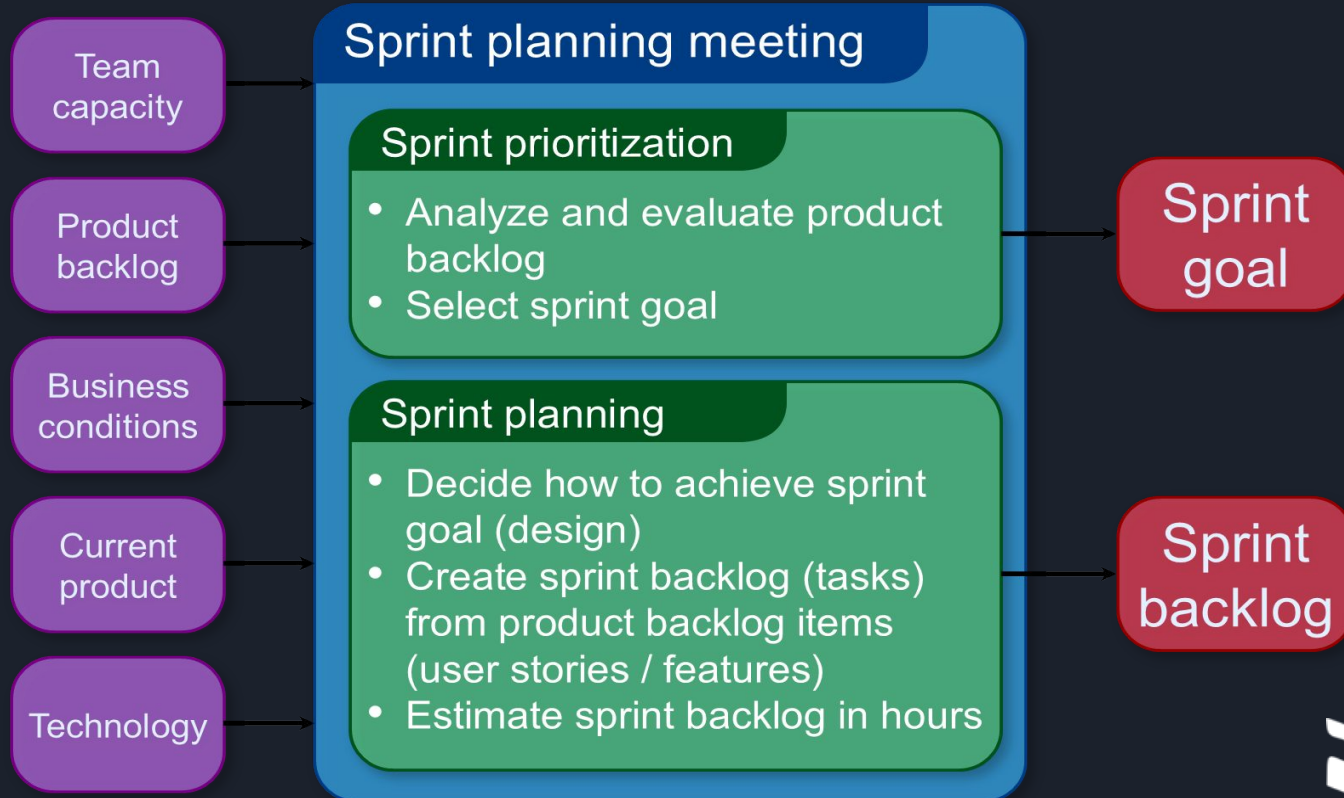 Team
capacity
Product
backlog
Business
conditions
Current
product
Technology
Sprint planning meeting
Sprint prioritization
• Analyze and evaluate product
backlog
• Select sprint goal
Sprint planning
• Decide how to achieve sprint
goal (design)
• Create sprint backlog (tasks)
from product backlog items
(user stories / features)
• Estimate sprint backlog in hours
Sprint
goal
Sprint
backlog